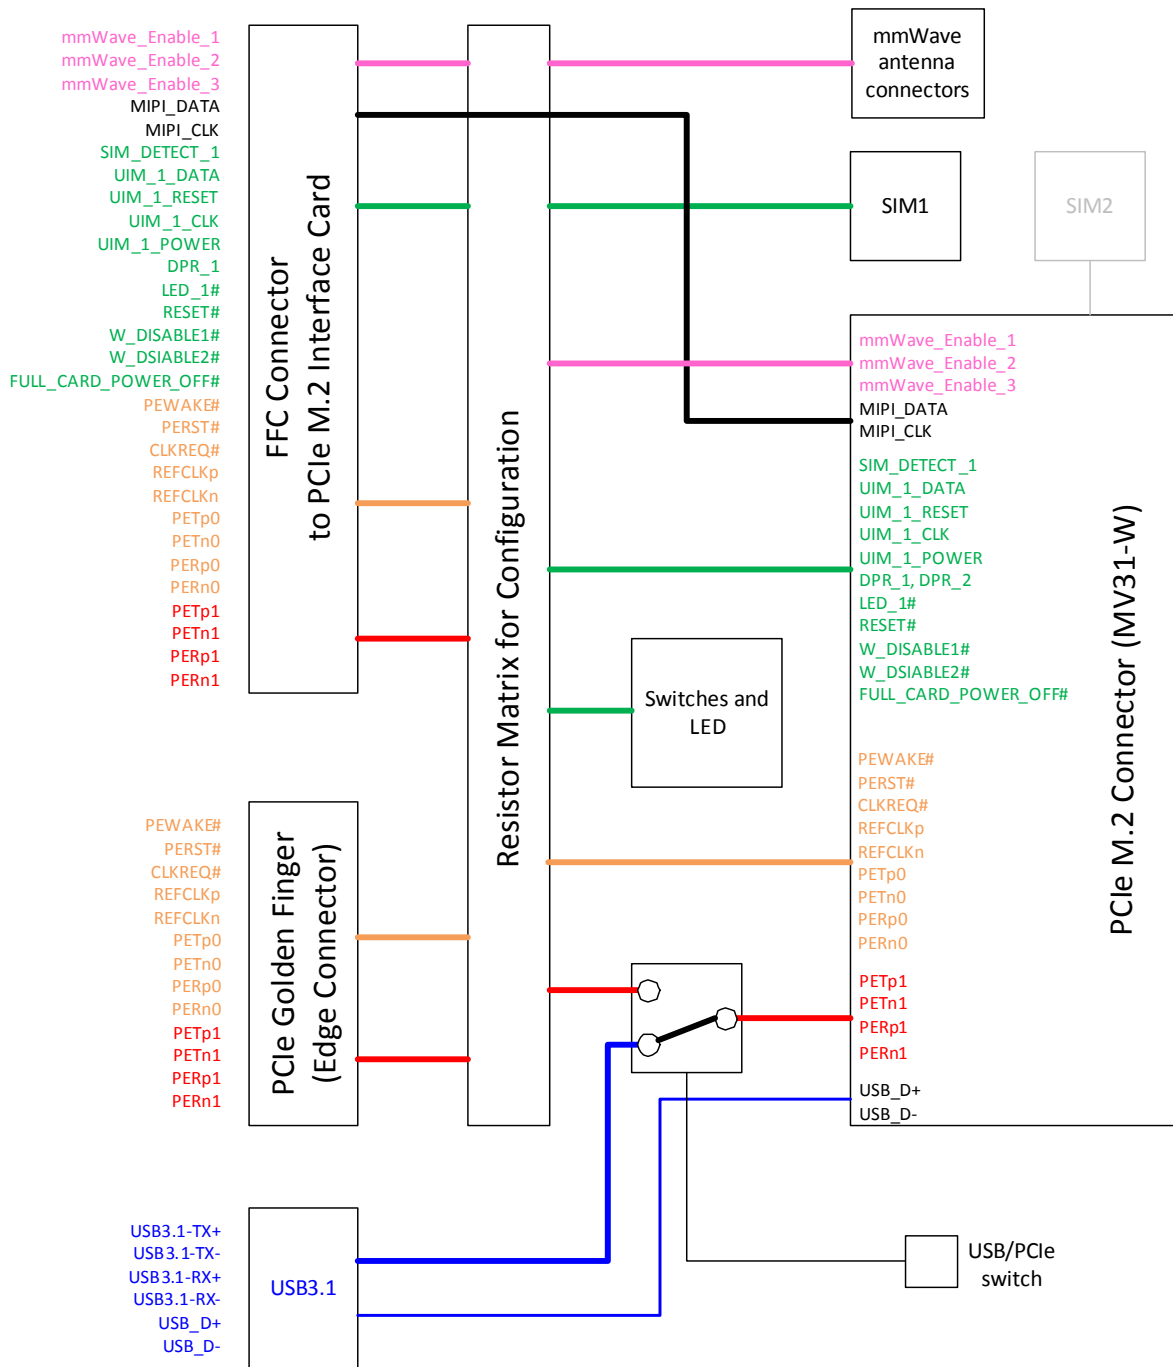 mmWave_Enable_1
mmWave_Enable_2
mmWave_Enable_3
MIPI_DATA
MIPI_CLK
SIM_DETECT_1
UIM_1_DATA
UIM_1_RESET
UIM_1_CLK
UIM_1_POWER
DPR_1
LED_1#
RESET#
W_DISABLE1#
W_DSIABLE2#
FULL_CARD_POWER_OFF#
PEWAKE#
PERST#
CLKREQ#
REFCLKp
REFCLKn
PETp0
PETn0
PERp0
PERn0
PETp1
PETn1
PERp1
PERn1
FFC Connector
to PCIe M.2 Interface Card
PEWAKE#
PERST#
CLKREQ#
REFCLKp
REFCLKn
PETp0
PETn0
PERp0
PERn0
PETp1
PETn1
PERp1
PERn1
PCIe Golden Finger
(Edge Connector)
USB3.1-TX+
USB3.1-TX-
USB3.1-RX+
USB3.1-RX-
USB_D+
USB_D-
USB3.1
Resistor Matrix for Configuration
mmWave
antenna
connectors
SIM1
SIM2
Switches and
LED
mmWave_Enable_1
mmWave_Enable_2
mmWave_Enable_3
MIPI_DATA
MIPI_CLK
SIM_DETECT_1
UIM_1_DATA
UIM_1_RESET
UIM_1_CLK
UIM_1_POWER
DPR_1, DPR_2
LED_1#
RESET#
W_DISABLE1#
W_DSIABLE2#
FULL_CARD_POWER_OFF#
PEWAKE#
PERST#
CLKREQ#
REFCLKp
REFCLKn
PETp0
PETn0
PERp0
PERn0
PETp1
PETn1
PERp1
PERn1
USB_D+
USB_D-
PCIe M.2 Connector (MV31-W)
USB/PCIe
switch